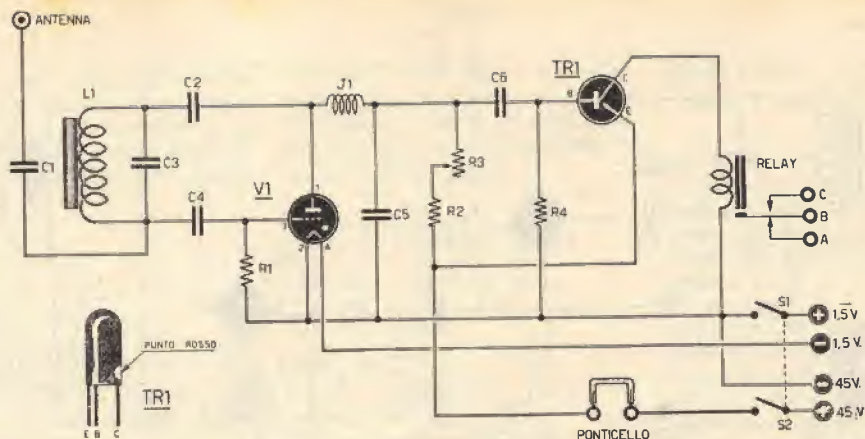 ANTENNA
L1
C1
C2
C3
C4
V1
R1
J1
C5
R3
R2
C6
R4
TR1
B
C
E
RELAY
C
B
A
S1
+ 1,5 V
- 1,5 V.
- 45 V.
+ 45 V
S2
PONTICELLO
PUNTO ROSSO
TR1
E B C